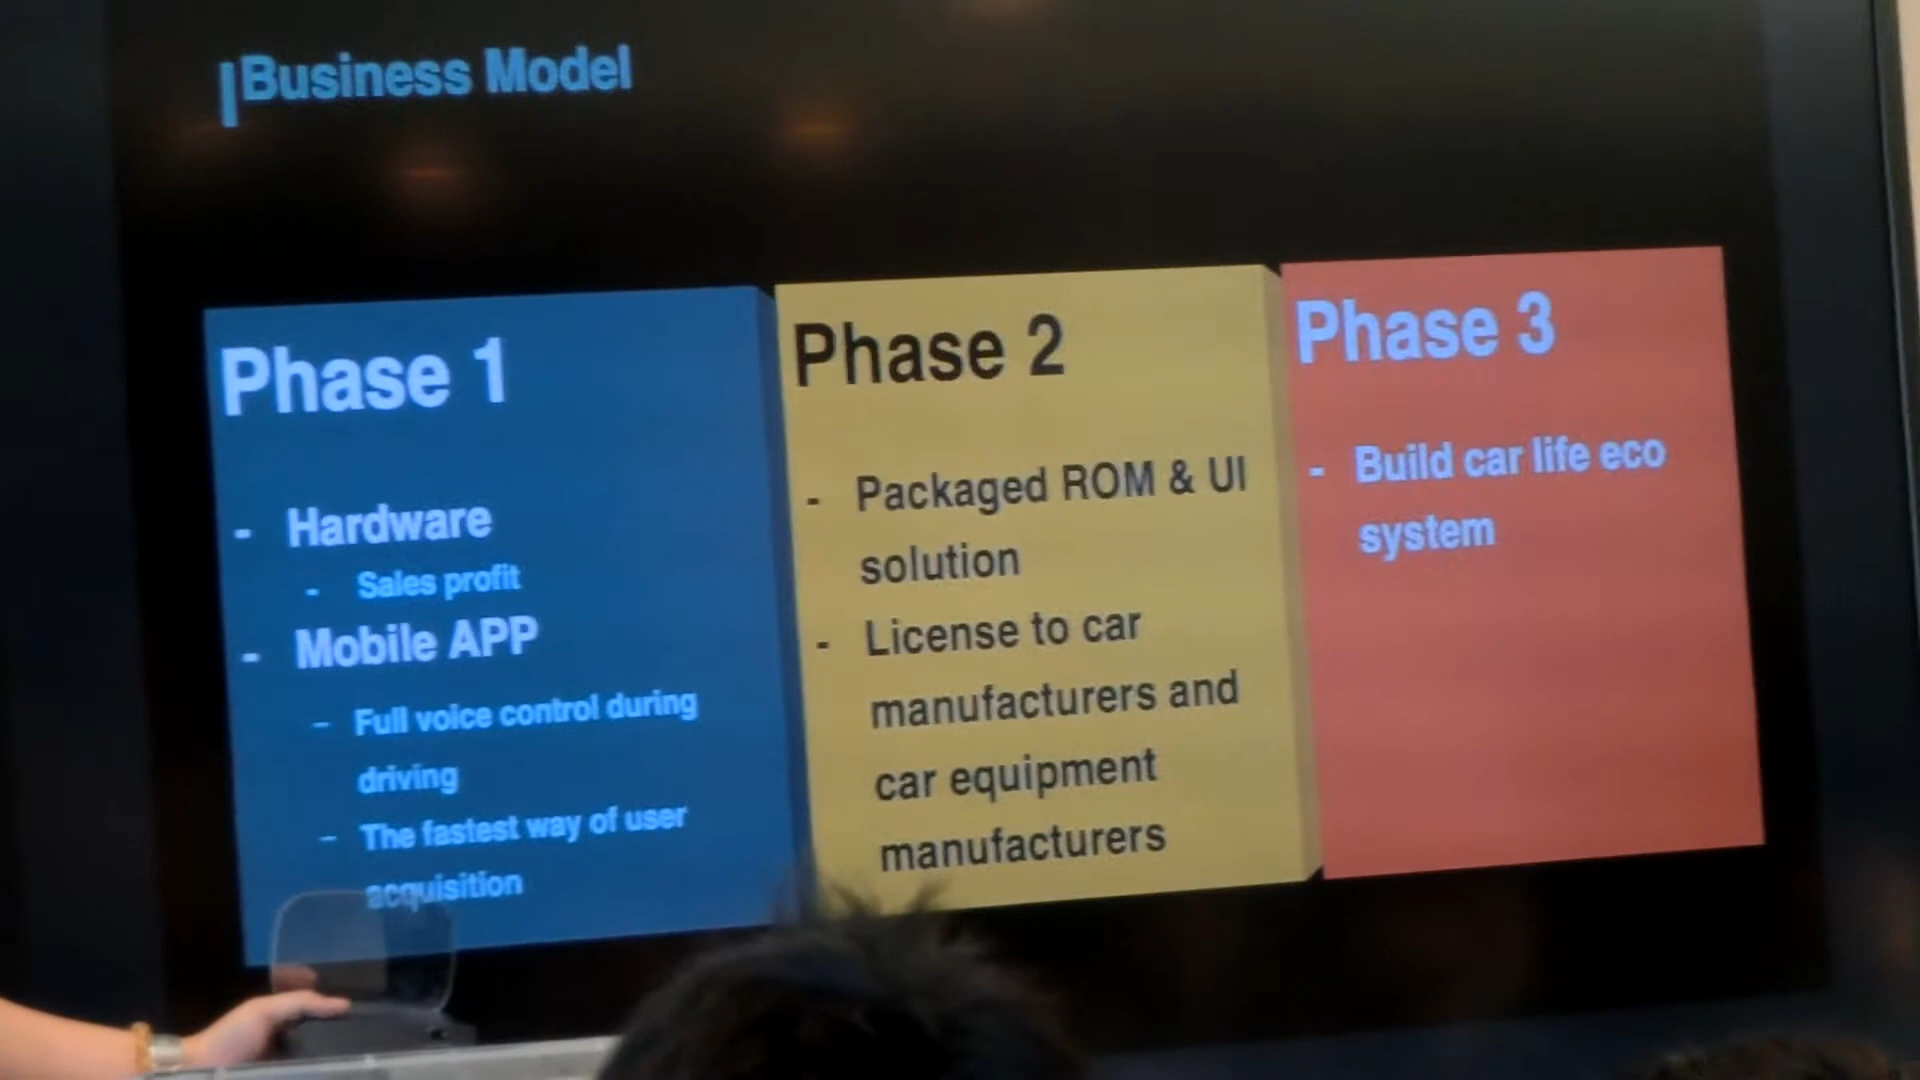 Business Model
Phase 1
- Hardware
- Sales profit
- Mobile APP
- Full voice control during
driving
- The fastest way of user
acquisition
Phase 2
- Packaged ROM & UI
solution
- License to car
manufacturers and
car equipment
manufacturers
Phase 3
- Build car life eco
system